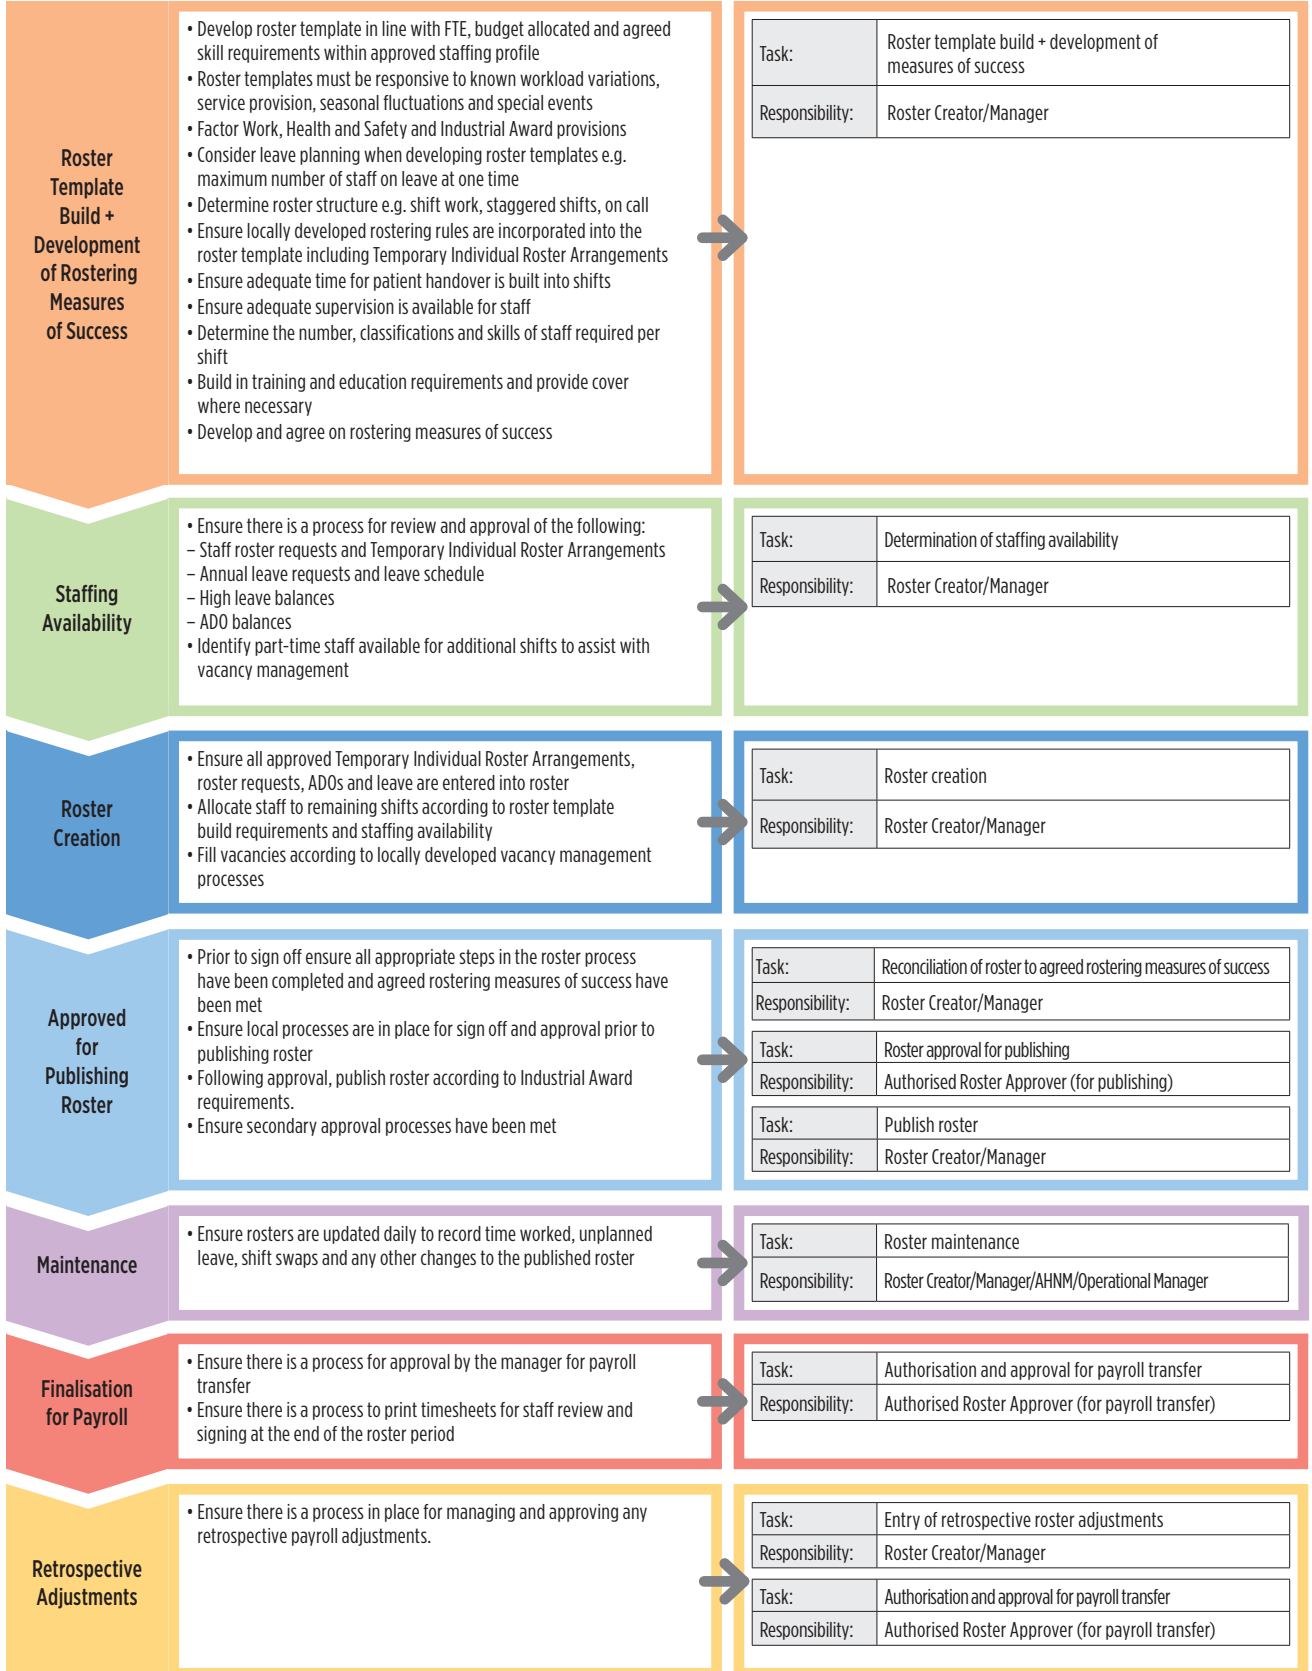 Roster
Template
Build +
Development
of Rostering
Measures
of Success
• Develop roster template in line with FTE, budget allocated and agreed
skill requirements within approved staffing profile
• Roster templates must be responsive to known workload variations,
service provision, seasonal fluctuations and special events
• Factor Work, Health and Safety and Industrial Award provisions
• Consider leave planning when developing roster templates e.g.
maximum number of staff on leave at one time
• Determine roster structure e.g. shift work, staggered shifts, on call
• Ensure locally developed rostering rules are incorporated into the
roster template including Temporary Individual Roster Arrangements
• Ensure adequate time for patient handover is built into shifts
• Ensure adequate supervision is available for staff
• Determine the number, classifications and skills of staff required per
shift
• Build in training and education requirements and provide cover
where necessary
• Develop and agree on rostering measures of success
Task: Roster template build + development of
measures of success
Responsibility: Roster Creator/Manager
Staffing
Availability
• Ensure there is a process for review and approval of the following:
– Staff roster requests and Temporary Individual Roster Arrangements
– Annual leave requests and leave schedule
– High leave balances
– ADO balances
• Identify part-time staff available for additional shifts to assist with
vacancy management
Task: Determination of staffing availability
Responsibility: Roster Creator/Manager
Roster
Creation
• Ensure all approved Temporary Individual Roster Arrangements,
roster requests, ADOs and leave are entered into roster
• Allocate staff to remaining shifts according to roster template
build requirements and staffing availability
• Fill vacancies according to locally developed vacancy management
processes
Task: Roster creation
Responsibility: Roster Creator/Manager
Approved
for
Publishing
Roster
• Prior to sign off ensure all appropriate steps in the roster process
have been completed and agreed rostering measures of success have
been met
• Ensure local processes are in place for sign off and approval prior to
publishing roster
• Following approval, publish roster according to Industrial Award
requirements.
• Ensure secondary approval processes have been met
Task: Reconciliation of roster to agreed rostering measures of success
Responsibility: Roster Creator/Manager
Task: Roster approval for publishing
Responsibility: Authorised Roster Approver (for publishing)
Task: Publish roster
Responsibility: Roster Creator/Manager
Maintenance
• Ensure rosters are updated daily to record time worked, unplanned
leave, shift swaps and any other changes to the published roster
Task: Roster maintenance
Responsibility: Roster Creator/Manager/AHNM/Operational Manager
Finalisation
for Payroll
• Ensure there is a process for approval by the manager for payroll
transfer
• Ensure there is a process to print timesheets for staff review and
signing at the end of the roster period
Task: Authorisation and approval for payroll transfer
Responsibility: Authorised Roster Approver (for payroll transfer)
Retrospective
Adjustments
• Ensure there is a process in place for managing and approving any
retrospective payroll adjustments.
Task: Entry of retrospective roster adjustments
Responsibility: Roster Creator/Manager
Task: Authorisation and approval for payroll transfer
Responsibility: Authorised Roster Approver (for payroll transfer)